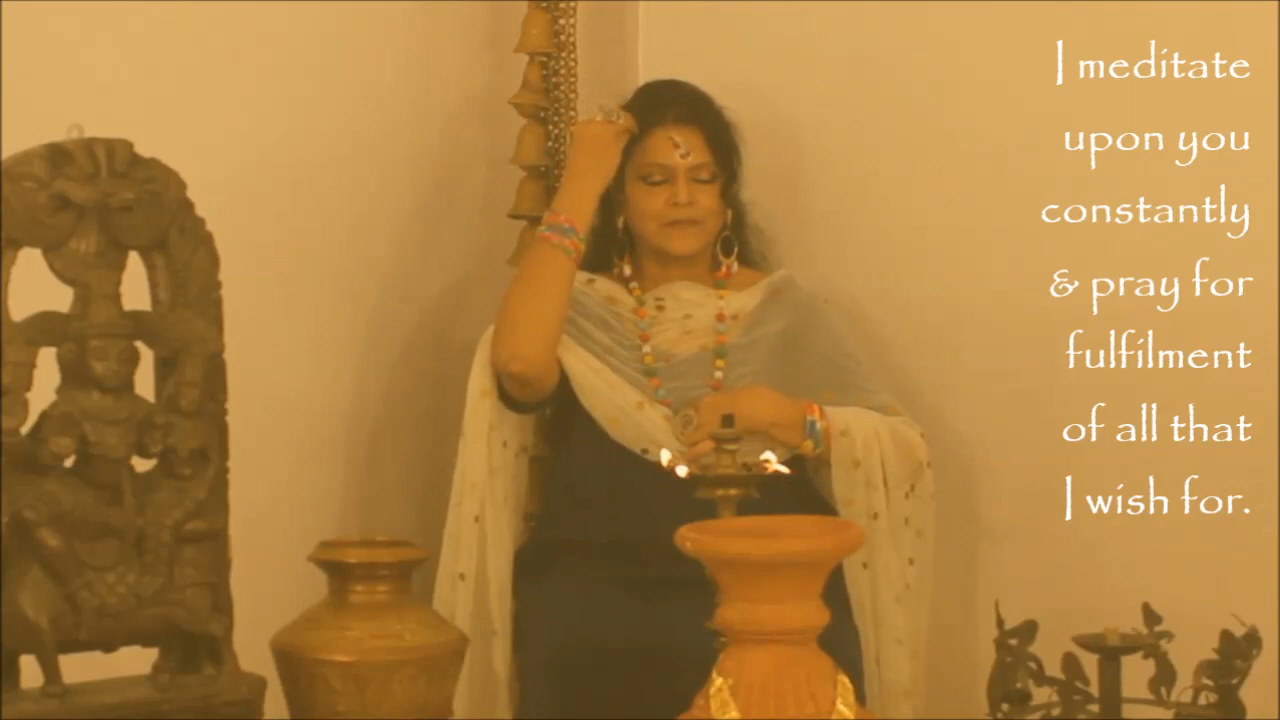 I meditate
upon you
constantly
& pray for
fulfilment
of all that
I wish for.